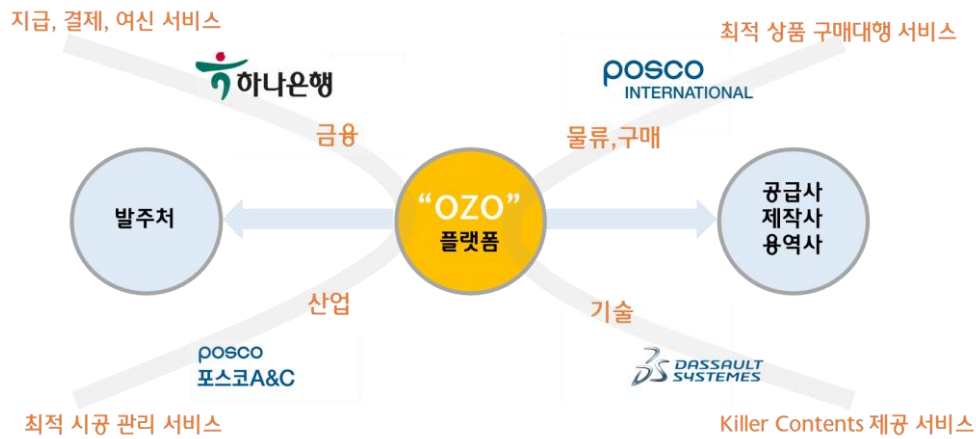 지급, 결제, 여신 서비스
최적 상품 구매대행 서비스
하나은행
posco
INTERNATIONAL
금융
물류,구매
발주처
“OZO”
플랫폼
공급사
제작사
용역사
산업
기술
posco
포스코A&C
DASSAULT
SYSTEMES
최적 시공 관리 서비스
Killer Contents 제공 서비스